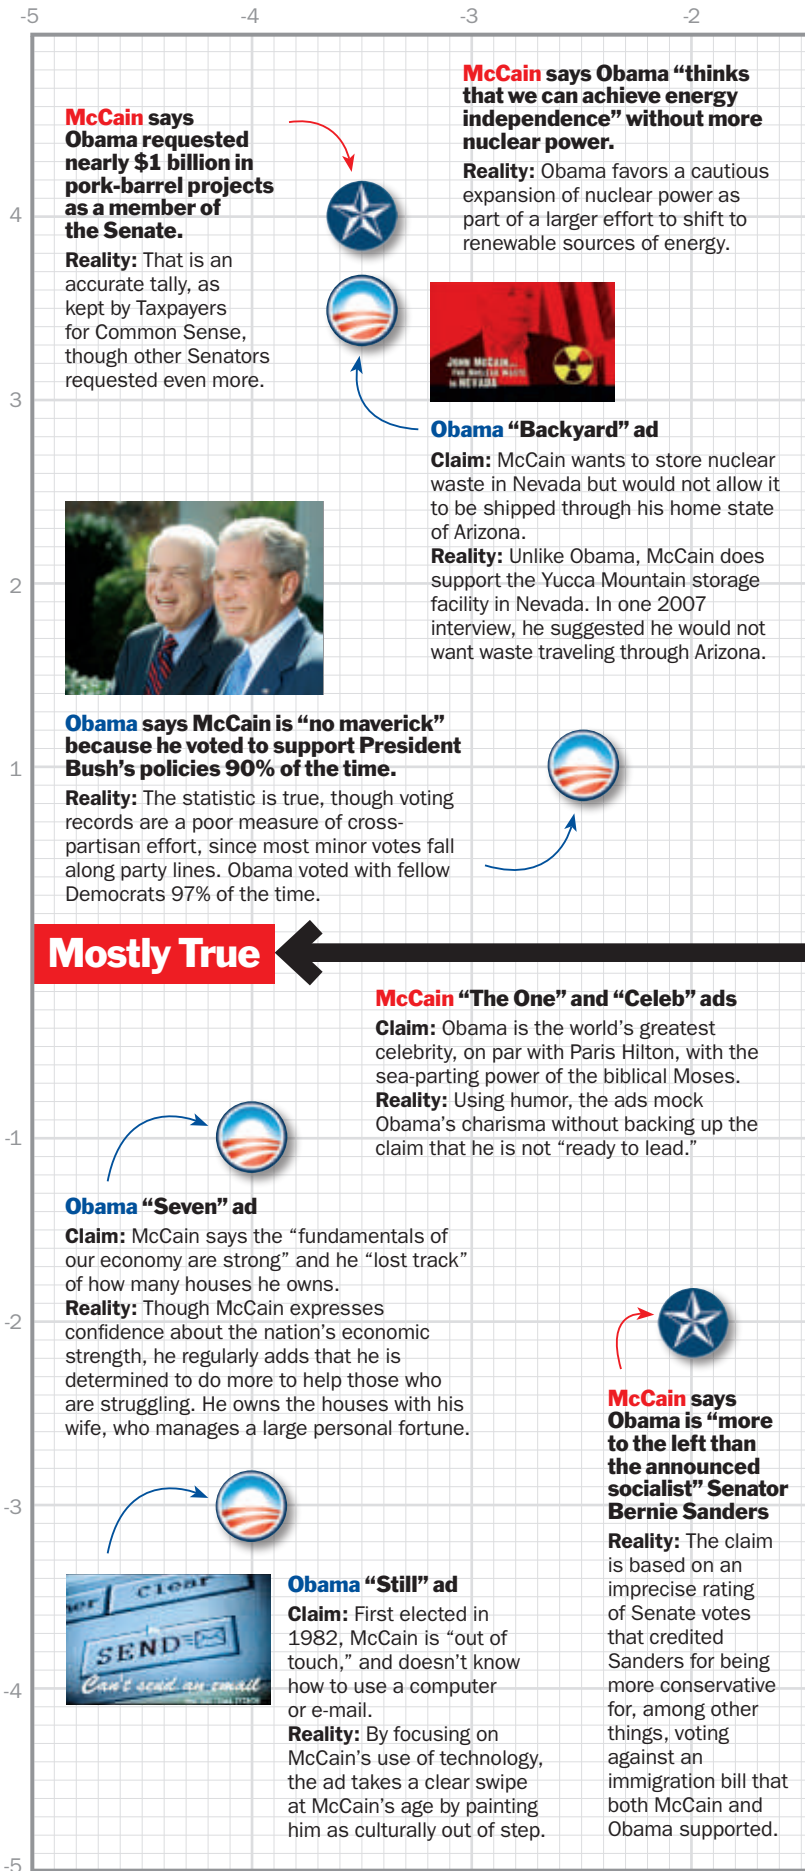 -5
-4
-3
-2
McCain says
Obama requested
nearly $1 billion in
pork-barrel projects
as a member of
the Senate.
Reality: That is an
accurate tally, as
kept by Taxpayers
for Common Sense,
though other Senators
requested even more.
McCain says Obama “thinks
that we can achieve energy
independence” without more
nuclear power.
Reality: Obama favors a cautious
expansion of nuclear power as
part of a larger effort to shift to
renewable sources of energy.
4
3
JOHN MCCAIN...
FOR NUCLEAR WASTE
IN NEVADA
Obama “Backyard” ad
Claim: McCain wants to store nuclear
waste in Nevada but would not allow it
to be shipped through his home state
of Arizona.
Reality: Unlike Obama, McCain does
support the Yucca Mountain storage
facility in Nevada. In one 2007
interview, he suggested he would not
want waste traveling through Arizona.
2
Obama says McCain is “no maverick”
because he voted to support President
Bush’s policies 90% of the time.
Reality: The statistic is true, though voting
records are a poor measure of cross-
partisan effort, since most minor votes fall
along party lines. Obama voted with fellow
Democrats 97% of the time.
1
Mostly True
McCain “The One” and “Celeb” ads
Claim: Obama is the world’s greatest
celebrity, on par with Paris Hilton, with the
sea-parting power of the biblical Moses.
Reality: Using humor, the ads mock
Obama’s charisma without backing up the
claim that he is not “ready to lead.”
-1
Obama “Seven” ad
Claim: McCain says the “fundamentals of
our economy are strong” and he “lost track”
of how many houses he owns.
Reality: Though McCain expresses
confidence about the nation’s economic
strength, he regularly adds that he is
determined to do more to help those who
are struggling. He owns the houses with his
wife, who manages a large personal fortune.
-2
McCain says
Obama is “more
to the left than
the announced
socialist” Senator
Bernie Sanders
Reality: The claim
is based on an
imprecise rating
of Senate votes
that credited
Sanders for being
more conservative
for, among other
things, voting
against an
immigration bill that
both McCain and
Obama supported.
-3
Clear
SEND
Can't send an email
Obama “Still” ad
Claim: First elected in
1982, McCain is “out of
touch,” and doesn’t know
how to use a computer
or e-mail.
Reality: By focusing on
McCain’s use of technology,
the ad takes a clear swipe
at McCain’s age by painting
him as culturally out of step.
-4
-5